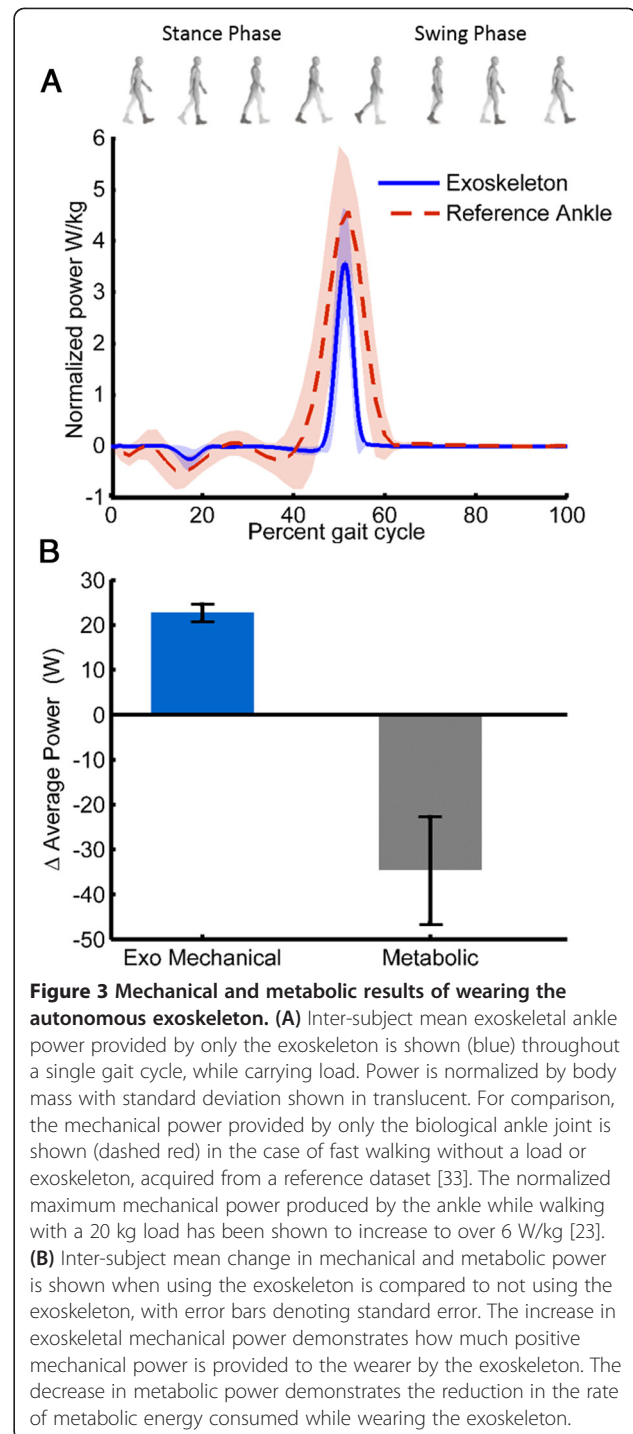 Stance Phase Swing Phase
A
6
5
4
3
2
1
0
-1
Normalized power W/kg
Exoskeleton
Reference Ankle
0 20 40 60 80 100
Percent gait cycle
B
30
20
10
0
-10
-20
-30
-40
-50
Δ Average Power (W)
Exo Mechanical Metabolic
Figure 3 Mechanical and metabolic results of wearing the
autonomous exoskeleton. (A) Inter-subject mean exoskeletal ankle
power provided by only the exoskeleton is shown (blue) throughout
a single gait cycle, while carrying load. Power is normalized by body
mass with standard deviation shown in translucent. For comparison,
the mechanical power provided by only the biological ankle joint is
shown (dashed red) in the case of fast walking without a load or
exoskeleton, acquired from a reference dataset [33]. The normalized
maximum mechanical power produced by the ankle while walking
with a 20 kg load has been shown to increase to over 6 W/kg [23].
(B) Inter-subject mean change in mechanical and metabolic power
is shown when using the exoskeleton is compared to not using the
exoskeleton, with error bars denoting standard error. The increase in
exoskeletal mechanical power demonstrates how much positive
mechanical power is provided to the wearer by the exoskeleton. The
decrease in metabolic power demonstrates the reduction in the rate
of metabolic energy consumed while wearing the exoskeleton.